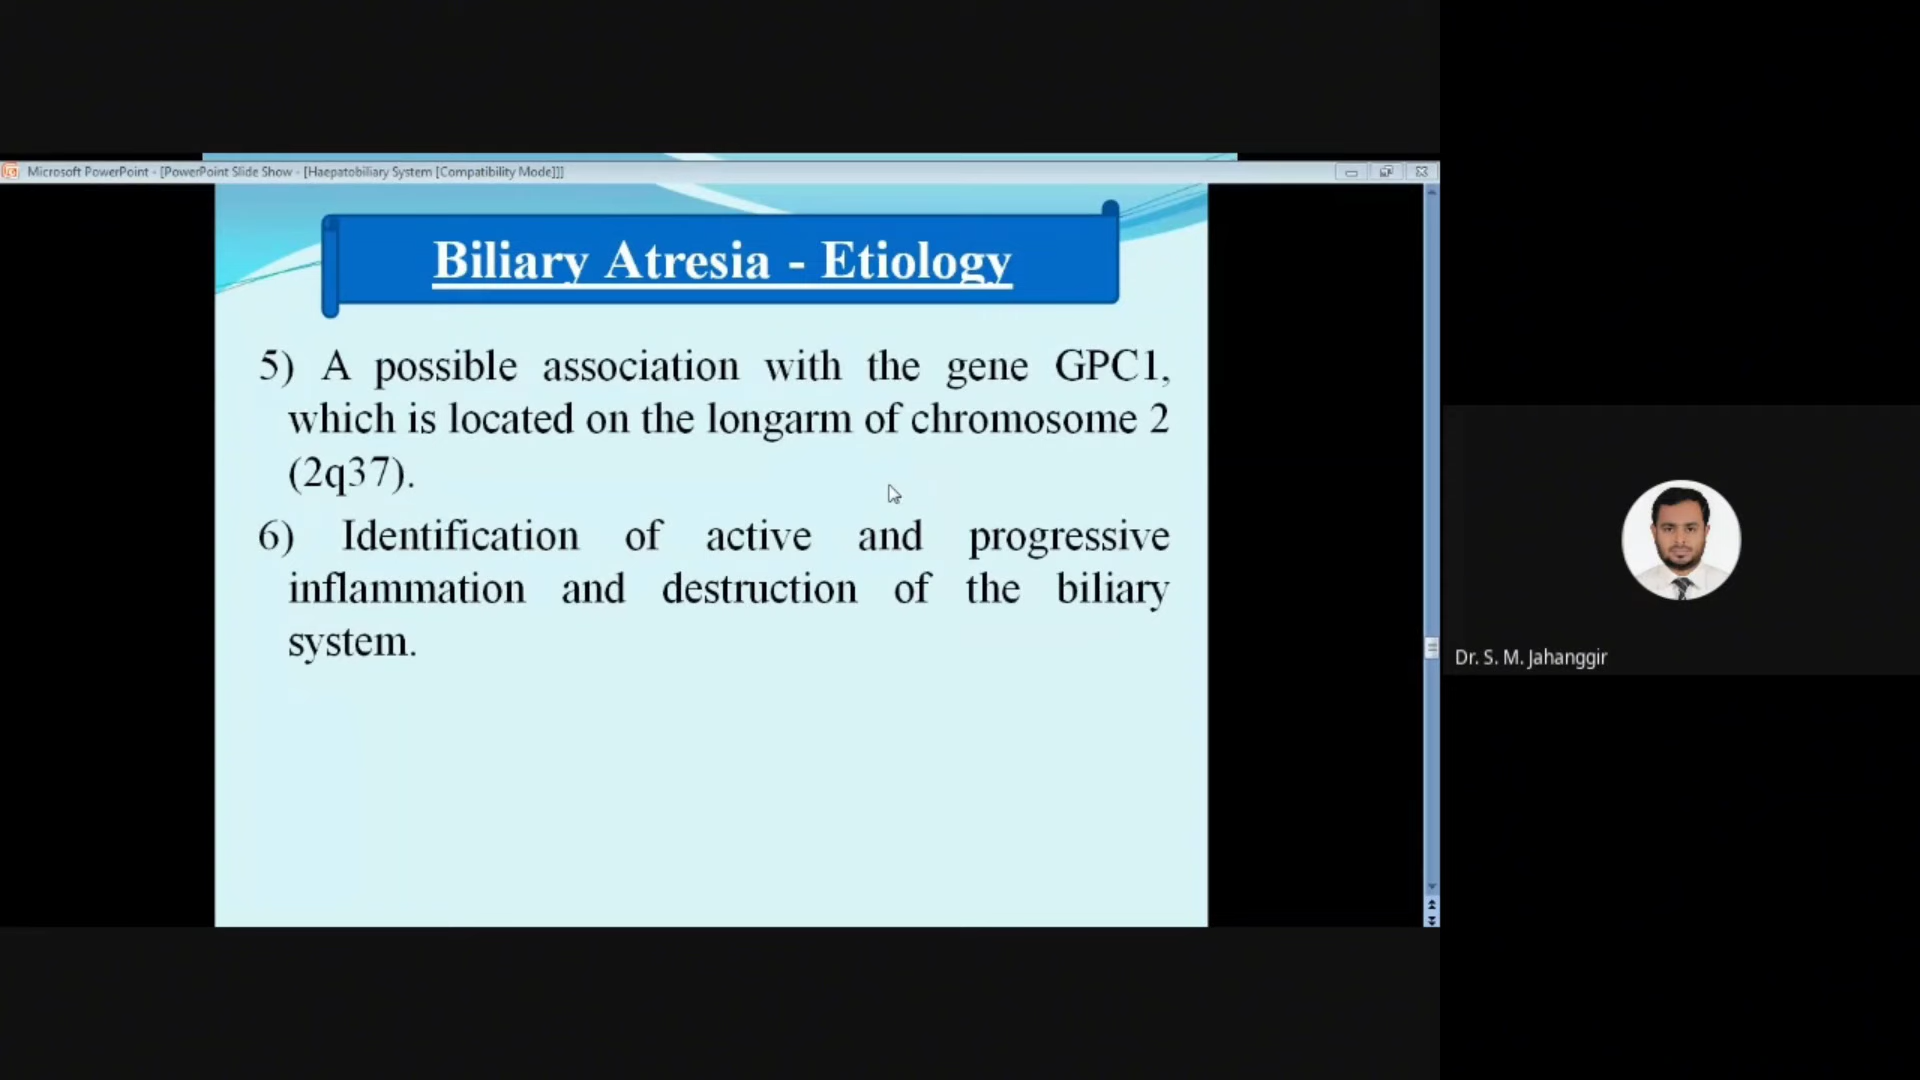 Microsoft PowerPoint - [PowerPoint Slide Show - [Haepatobiliary System [Compatibility Mode]]]
Biliary Atresia - Etiology
5) A possible association with the gene GPC1,
which is located on the longarm of chromosome 2
(2q37).
6) Identification of active and progressive
inflammation and destruction of the biliary
system.
Dr. S. M. Jahanggir